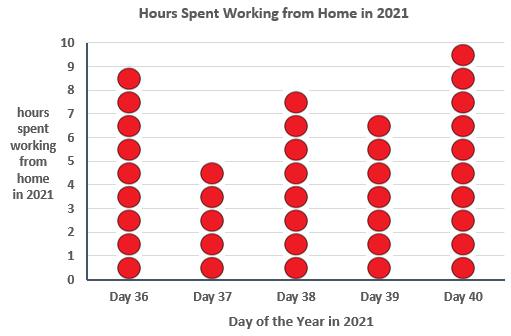 Hours Spent Working from Home in 2021
10
9
8
7
6
5
4
3
2
1
0
hours
spent
working
from
home
in 2021
Day 36 Day 37 Day 38 Day 39 Day 40
Day of the Year in 2021